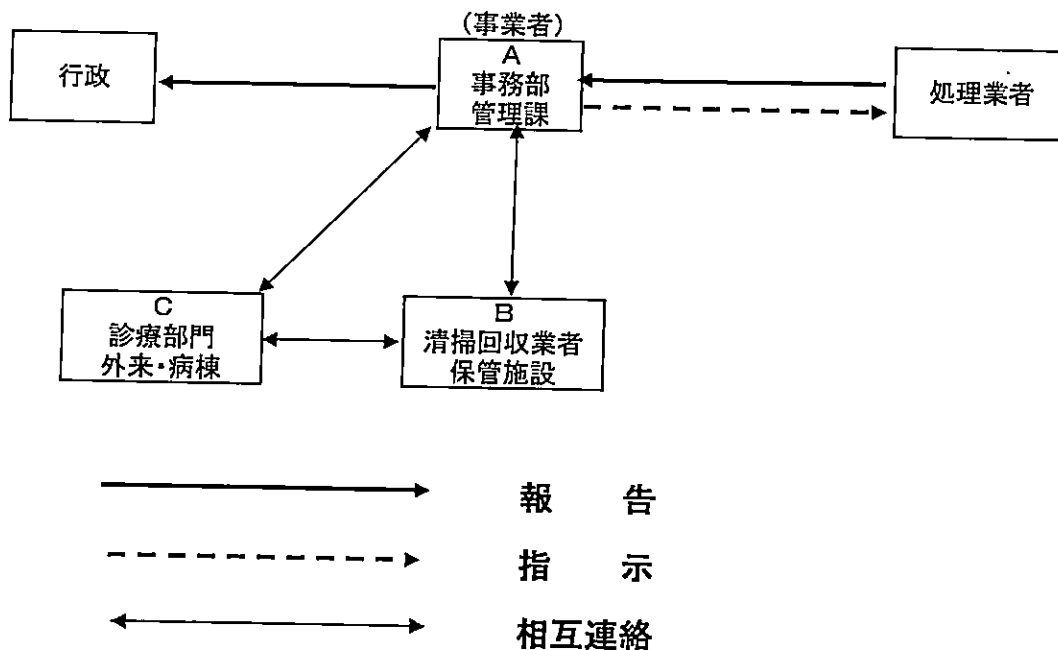 (事業者)
行政
A
事務部
管理課
処理業者
C
診療部門
外来・病棟
B
清掃回収業者
保管施設
報 告
指 示
相互連絡